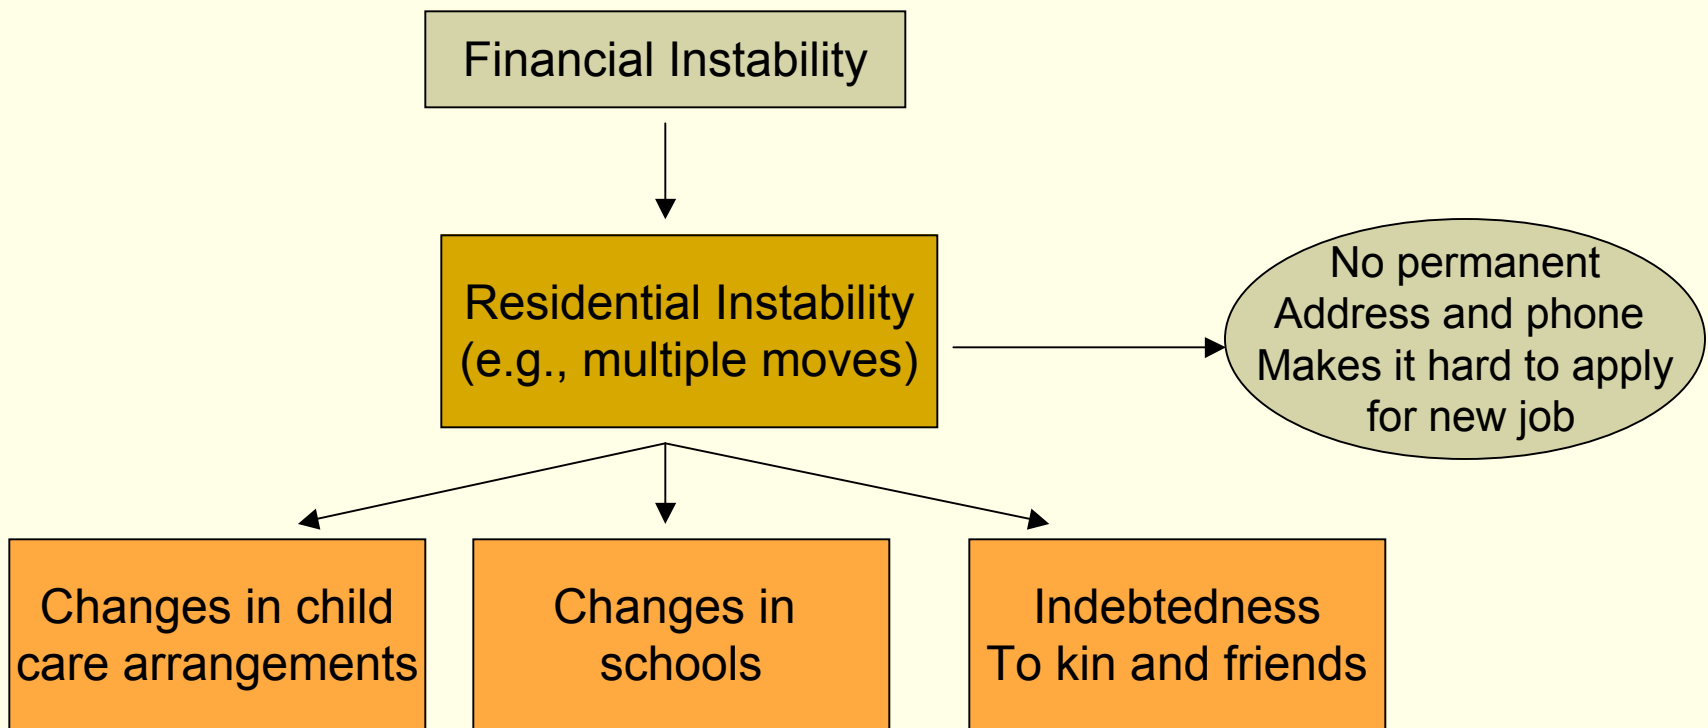 Financial Instability
Residential Instability
(e.g., multiple moves)
No permanent
Address and phone
Makes it hard to apply
for new job
Changes in child
care arrangements
Changes in
schools
Indebtedness
To kin and friends